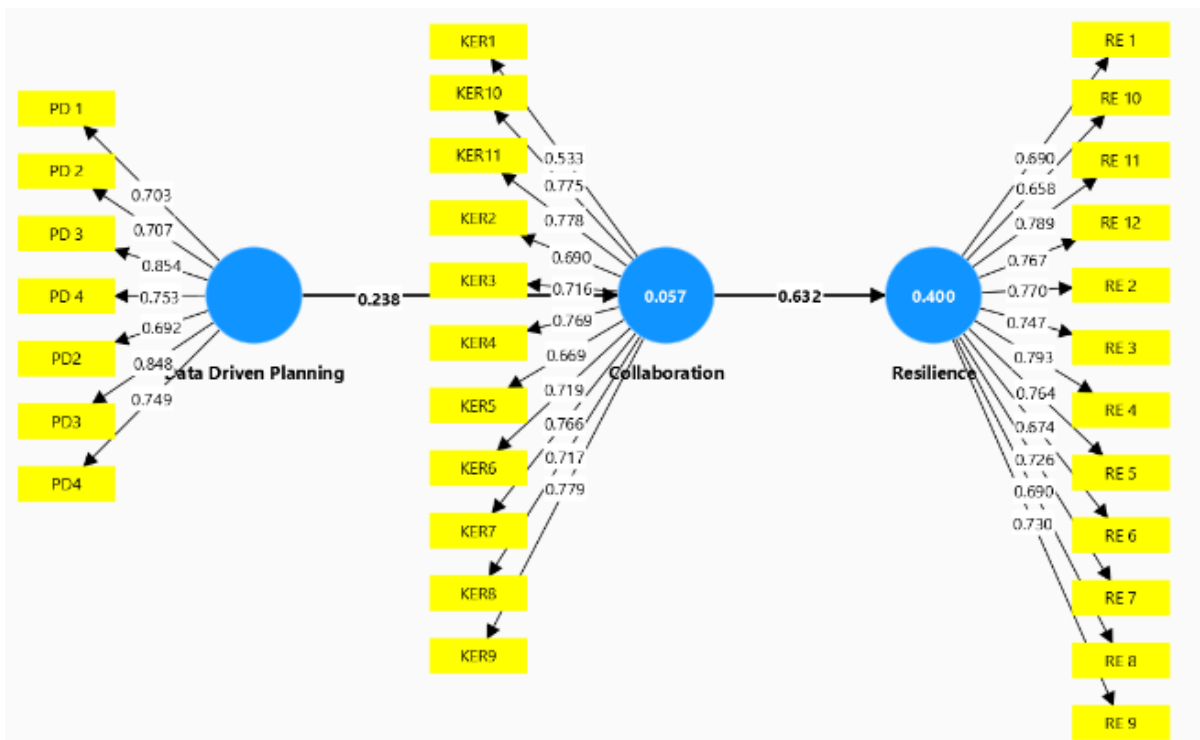 PD 1
PD 2
PD 3
PD 4
PD2
PD3
PD4
0.703
0.707
0.854
0.753
0.692
0.848
0.749
ata Driven Planning
0.238
KER1
KER10
KER11
KER2
KER3
KER4
KER5
KER6
KER7
KER8
KER9
0.533
0.775
0.778
0.690
0.716
0.769
0.669
0.719
0.766
0.717
0.779
0.057
Collaboration
0.632
0.400
Resilience
0.690
0.658
0.789
0.767
0.770
0.747
0.793
0.764
0.674
0.726
0.690
0.730
RE 1
RE 10
RE 11
RE 12
RE 2
RE 3
RE 4
RE 5
RE 6
RE 7
RE 8
RE 9